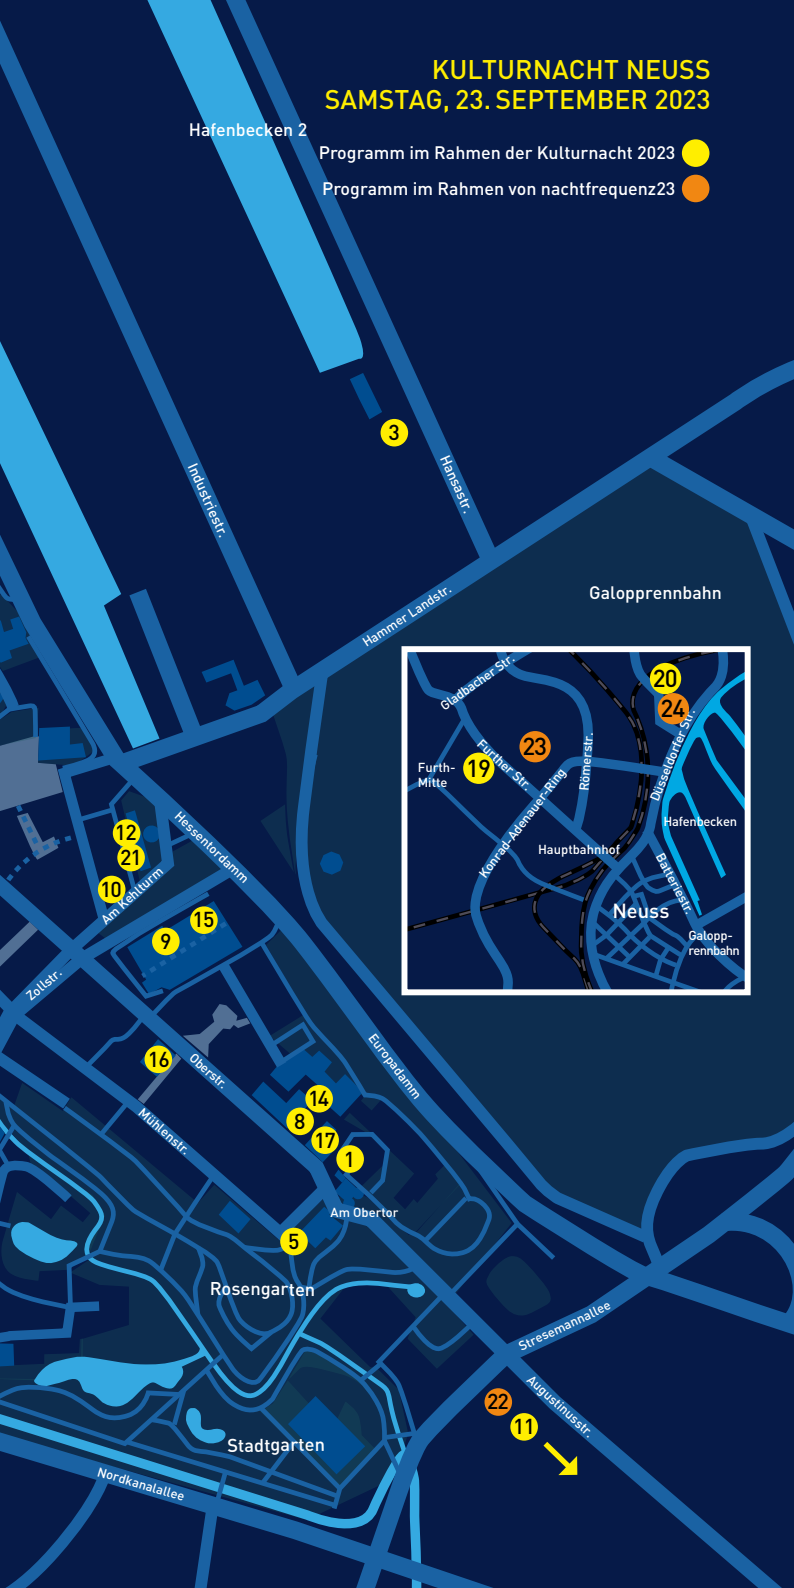 KULTURNACHT NEUSS
SAMSTAG, 23. SEPTEMBER 2023
Hafenbecken 2
Programm im Rahmen der Kulturnacht 2023
Programm im Rahmen von nachtfrequenz23
3
Industriestr.
Hansastr.
Hammer Landstr.
Galopprennbahn
Gladbacher Str.
20
24
23
19
Further Str.
Furth-
Mitte
Römerstr.
Düsseldorfer Str.
Konrad-Adenauer-Ring
Hafenbecken
Hauptbahnhof
Batteriestr.
Neuss
Galopp-
rennbahn
Hessentordamm
12
21
10
Am Kehlturm
15
9
Zollstr.
16
Oberstr.
Europadamm
Mühlenstr.
14
8
17
1
Am Obertor
5
Rosengarten
Stresemannallee
Augustinusstr.
22
11
Stadtgarten
Nordkanalallee